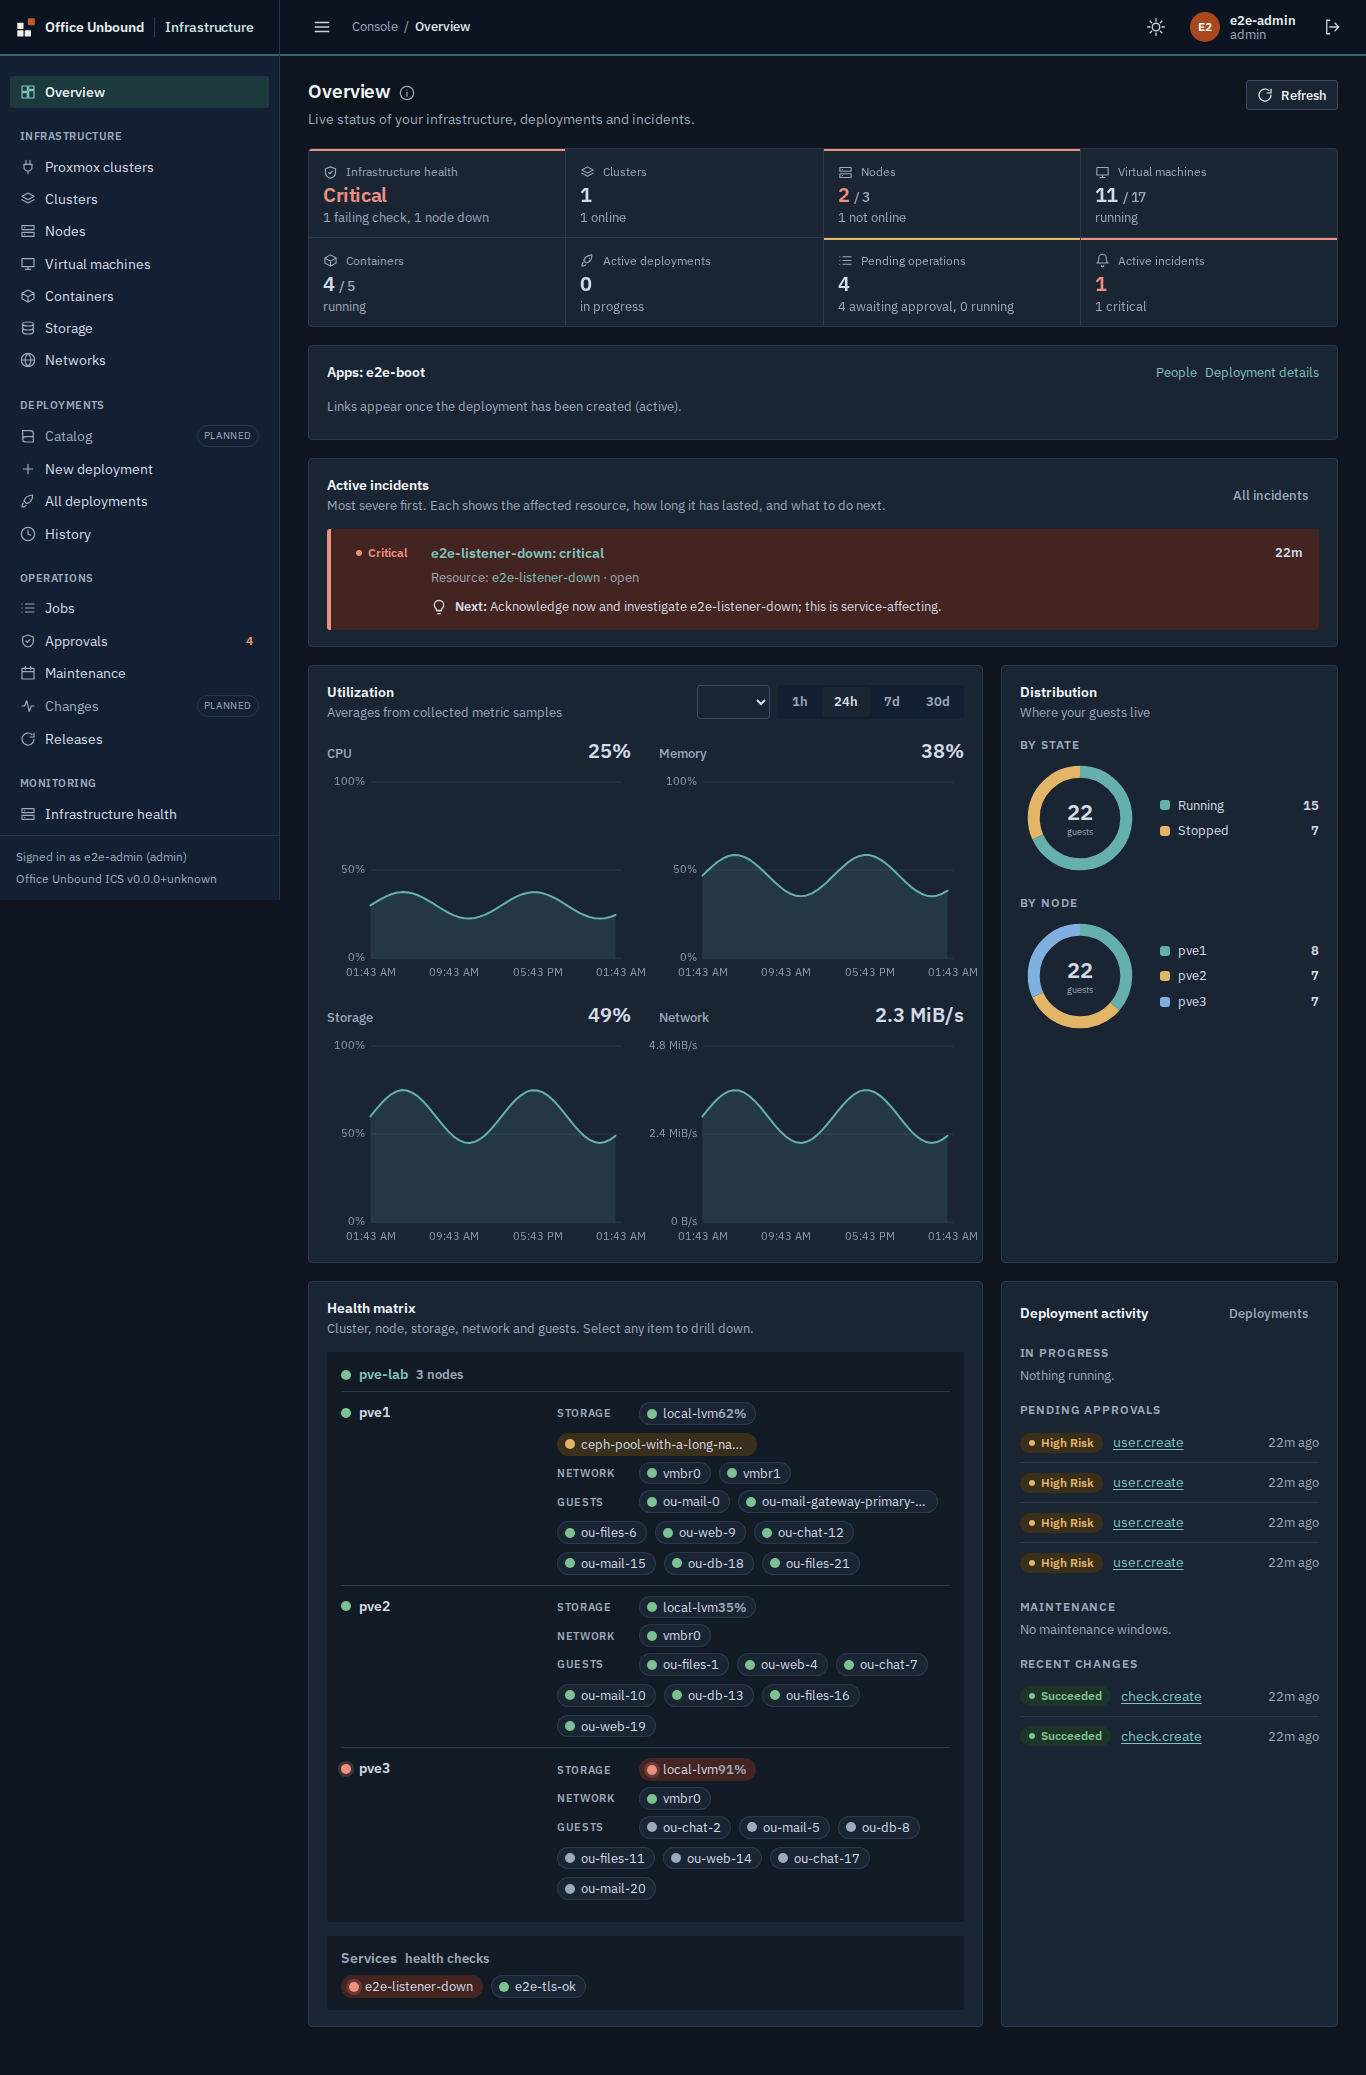 Office Unbound
Infrastructure
Console / Overview
E2
e2e-admin
admin
Overview
INFRASTRUCTURE
Proxmox clusters
Clusters
Nodes
Virtual machines
Containers
Storage
Networks
DEPLOYMENTS
Catalog PLANNED
New deployment
All deployments
History
OPERATIONS
Jobs
Approvals 4
Maintenance
Changes PLANNED
Releases
MONITORING
Infrastructure health
Signed in as e2e-admin (admin)
Office Unbound ICS v0.0.0+unknown
Overview
Refresh
Live status of your infrastructure, deployments and incidents.
Infrastructure health
Critical
1 failing check, 1 node down
Clusters
1
1 online
Nodes
2 / 3
1 not online
Virtual machines
11 / 17
running
Containers
4 / 5
running
Active deployments
0
in progress
Pending operations
4
4 awaiting approval, 0 running
Active incidents
1
1 critical
Apps: e2e-boot
People Deployment details
Links appear once the deployment has been created (active).
Active incidents
Most severe first. Each shows the affected resource, how long it has lasted, and what to do next.
All incidents
Critical
e2e-listener-down: critical
22m
Resource: e2e-listener-down · open
Next: Acknowledge now and investigate e2e-listener-down; this is service-affecting.
Utilization
Averages from collected metric samples
1h 24h 7d 30d
CPU 25%
100%
50%
0%
01:43 AM 09:43 AM 05:43 PM 01:43 AM
Memory 38%
100%
50%
0%
01:43 AM 09:43 AM 05:43 PM 01:43 AM
Storage 49%
100%
50%
0%
01:43 AM 09:43 AM 05:43 PM 01:43 AM
Network 2.3 MiB/s
4.8 MiB/s
2.4 MiB/s
0 B/s
01:43 AM 09:43 AM 05:43 PM 01:43 AM
Distribution
Where your guests live
BY STATE
22
guests
Running 15
Stopped 7
BY NODE
22
guests
pve1 8
pve2 7
pve3 7
Health matrix
Cluster, node, storage, network and guests. Select any item to drill down.
pve-lab 3 nodes
pve1
STORAGE local-lvm62%
ceph-pool-with-a-long-na...
NETWORK vmbr0 vmbr1
GUESTS ou-mail-0 ou-mail-gateway-primary-...
ou-files-6 ou-web-9 ou-chat-12
ou-mail-15 ou-db-18 ou-files-21
pve2
STORAGE local-lvm35%
NETWORK vmbr0
GUESTS ou-files-1 ou-web-4 ou-chat-7
ou-mail-10 ou-db-13 ou-files-16
ou-web-19
pve3
STORAGE local-lvm91%
NETWORK vmbr0
GUESTS ou-chat-2 ou-mail-5 ou-db-8
ou-files-11 ou-web-14 ou-chat-17
ou-mail-20
Services health checks
e2e-listener-down e2e-tls-ok
Deployment activity
Deployments
IN PROGRESS
Nothing running.
PENDING APPROVALS
High Risk user.create 22m ago
High Risk user.create 22m ago
High Risk user.create 22m ago
High Risk user.create 22m ago
MAINTENANCE
No maintenance windows.
RECENT CHANGES
Succeeded check.create 22m ago
Succeeded check.create 22m ago